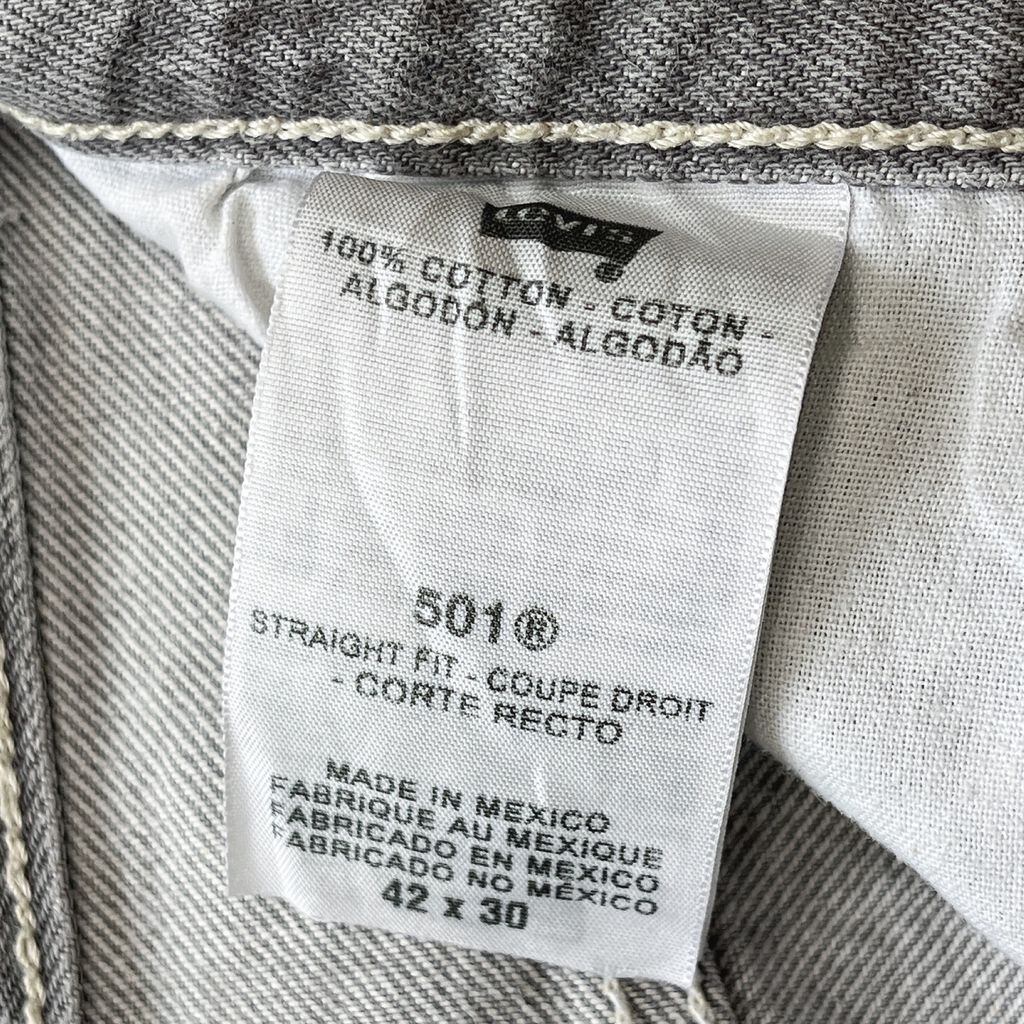 Levi's
100% COTTON - COTON -
ALGODÓN - ALGODÃO
501®
STRAIGHT FIT - COUPE DROIT
- CORTE RECTO
MADE IN MEXICO
FABRIQUE AU MEXIQUE
FABRICADO EN MEXICO
FABRICADO NO MÉXICO
42 x 30